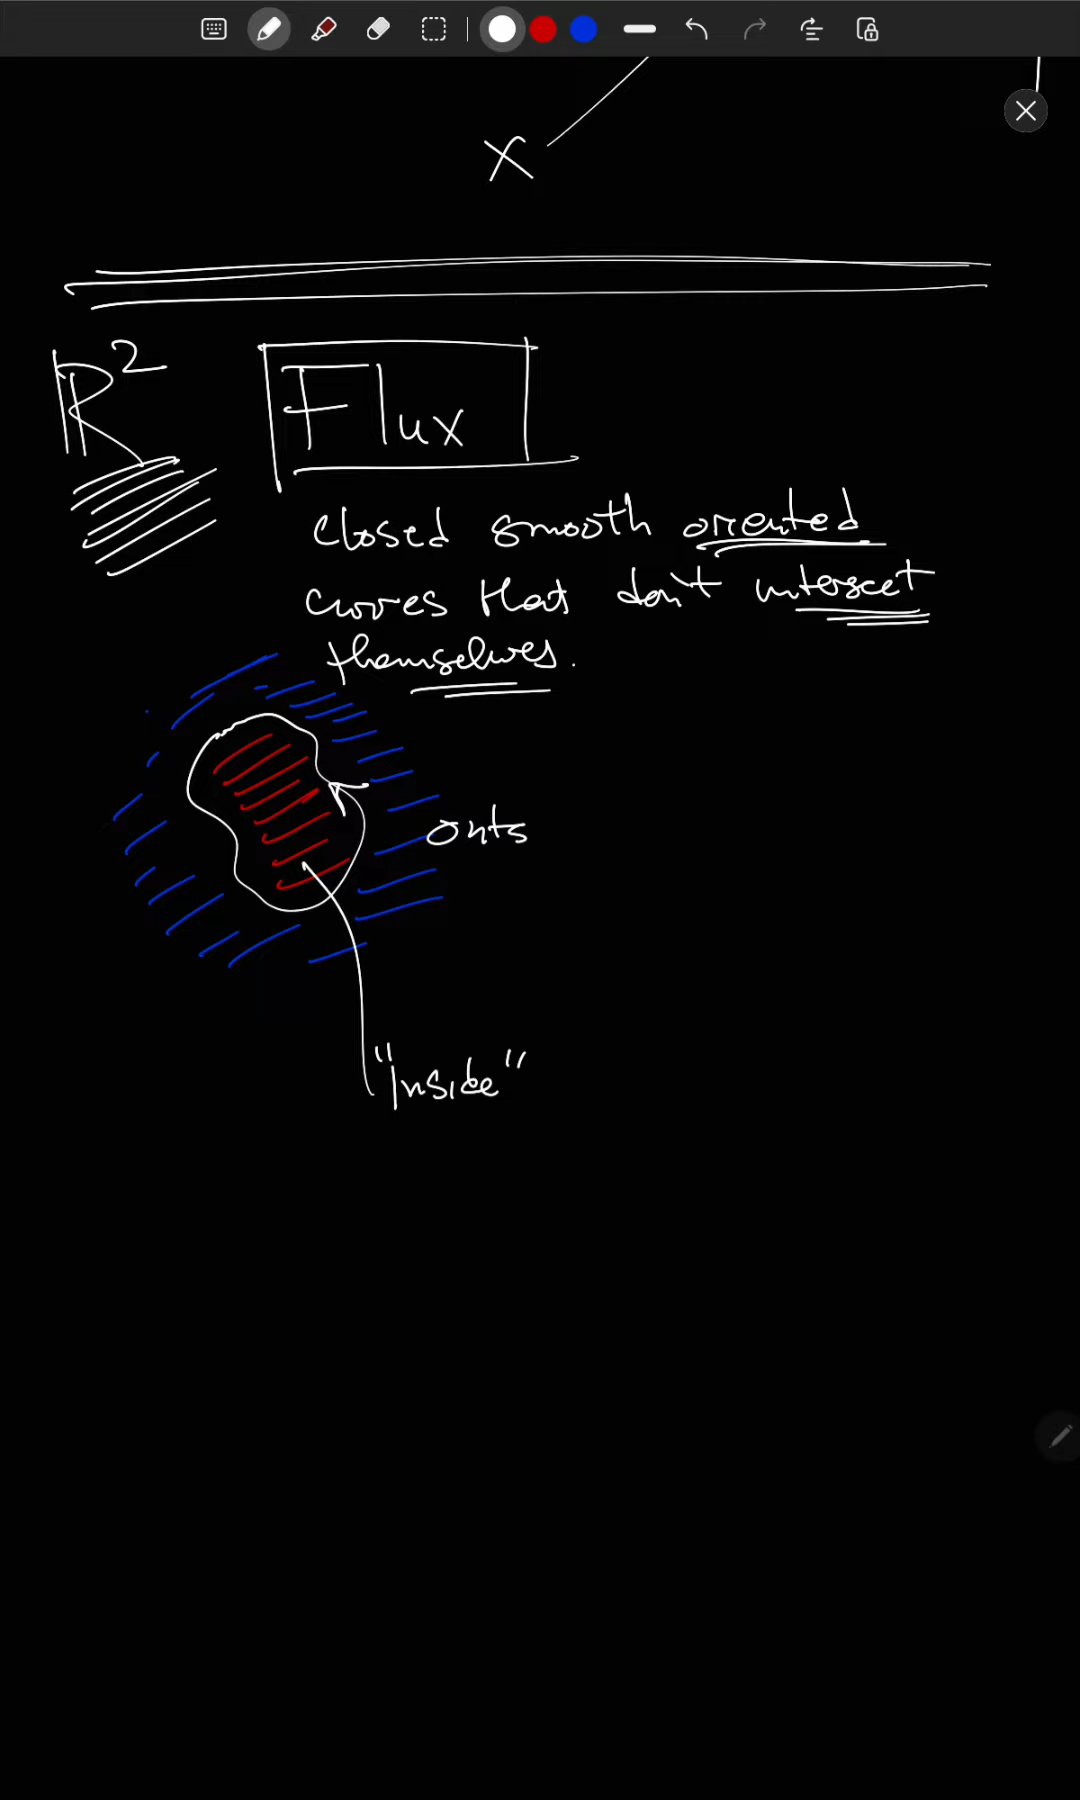 X
R²
Flux
closed smooth oriented
curves that don't intersect
themselves.
outs
"Inside"